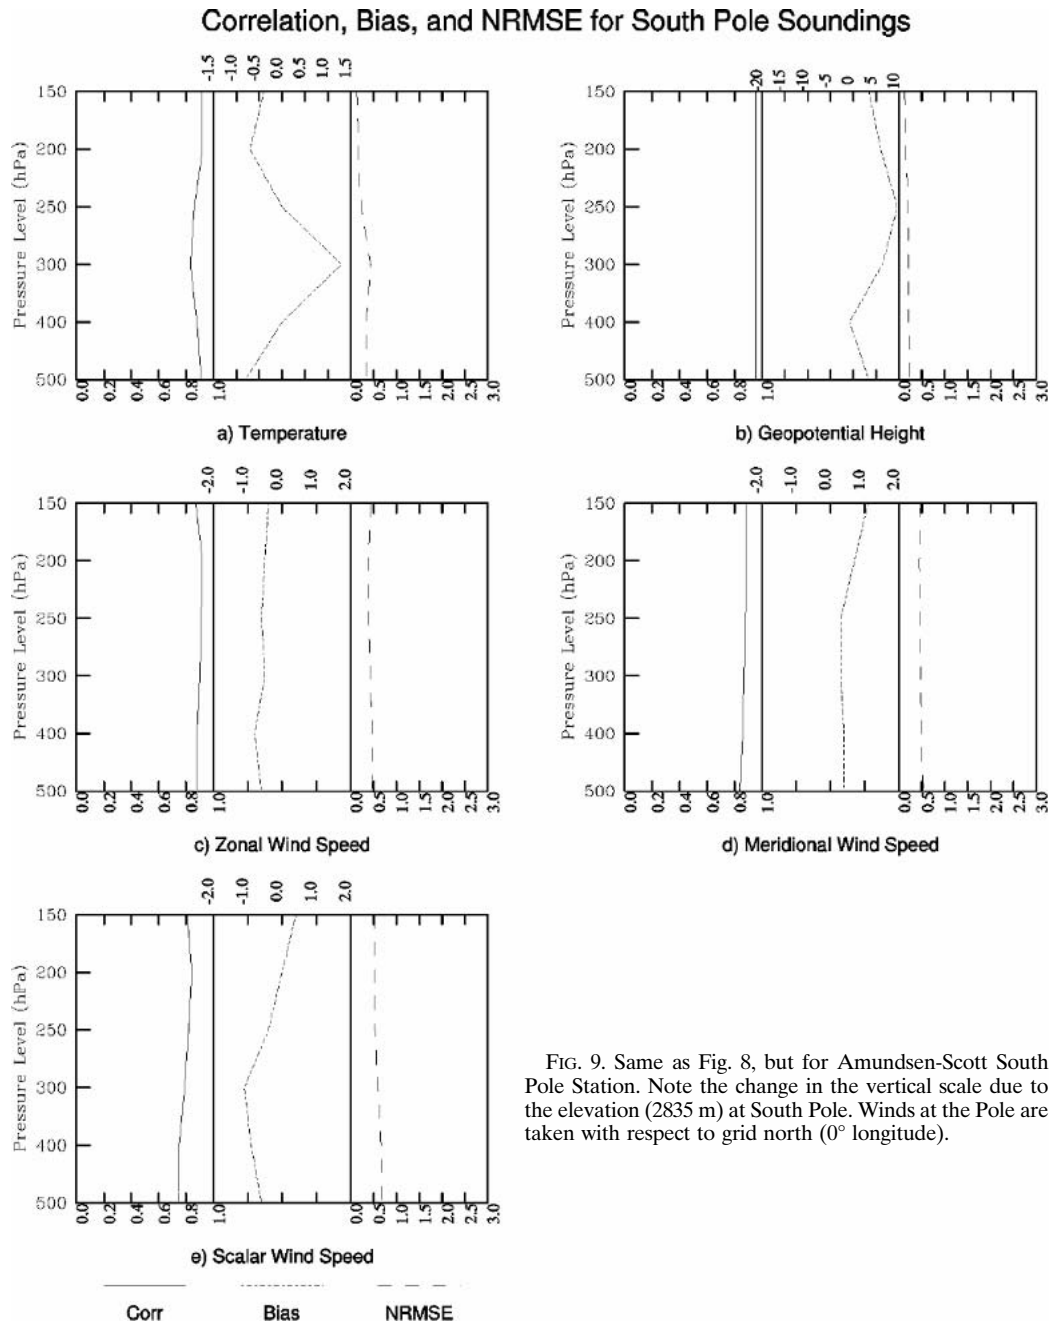 Correlation, Bias, and NRMSE for South Pole Soundings
-1.5 -1.0 -0.5 0.0 0.5 1.0 1.5
Pressure Level (hPa)
150
200
250
300
400
500
0.0 0.2 0.4 0.6 0.8 1.0
0.0 0.5 1.0 1.5 2.0 2.5 3.0
a) Temperature
-20 -15 -10 -5 0 5 10
Pressure Level (hPa)
150
200
250
300
400
500
0.0 0.2 0.4 0.6 0.8 1.0
0.0 0.5 1.0 1.5 2.0 2.5 3.0
b) Geopotential Height
-2.0 -1.0 0.0 1.0 2.0
Pressure Level (hPa)
150
200
250
300
400
500
0.0 0.2 0.4 0.6 0.8 1.0
0.0 0.5 1.0 1.5 2.0 2.5 3.0
c) Zonal Wind Speed
-2.0 -1.0 0.0 1.0 2.0
Pressure Level (hPa)
150
200
250
300
400
500
0.0 0.2 0.4 0.6 0.8 1.0
0.0 0.5 1.0 1.5 2.0 2.5 3.0
d) Meridional Wind Speed
-2.0 -1.0 0.0 1.0 2.0
Pressure Level (hPa)
150
200
250
300
400
500
0.0 0.2 0.4 0.6 0.8 1.0
0.0 0.5 1.0 1.5 2.0 2.5 3.0
e) Scalar Wind Speed
Corr Bias NRMSE
FIG. 9. Same as Fig. 8, but for Amundsen-Scott South
Pole Station. Note the change in the vertical scale due to
the elevation (2835 m) at South Pole. Winds at the Pole are
taken with respect to grid north (0° longitude).